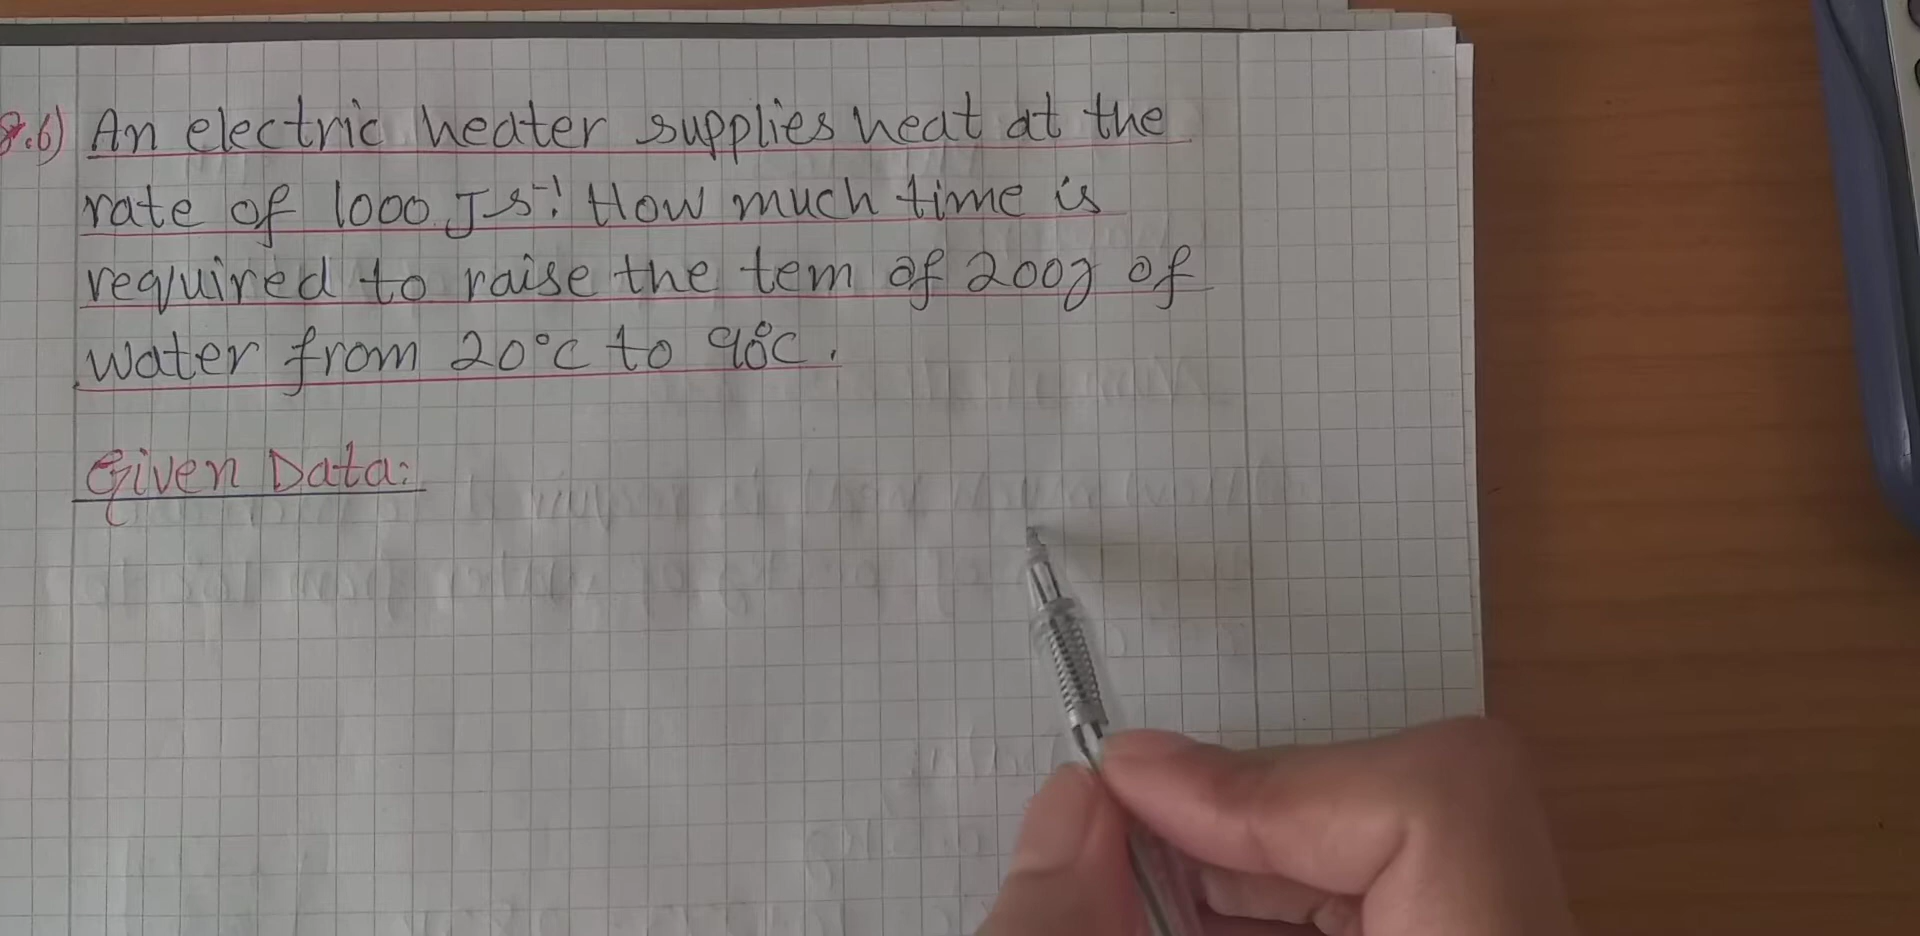 8.6) An electric heater supplies heat at the
rate of 1000 Js⁻¹. How much time is
required to raise the tem of 200g of
water from 20°C to 90°C.
Given Data: